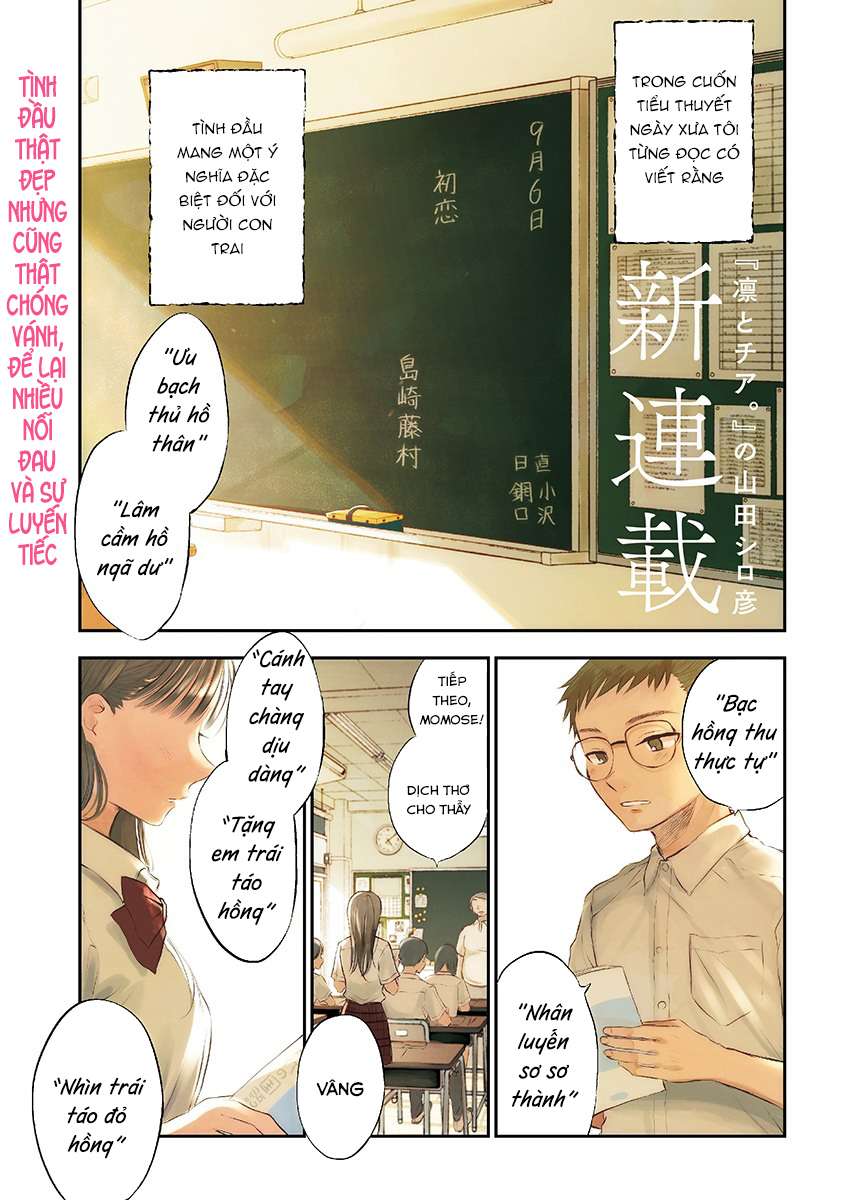 TRONG CUỐN
TIỂU THUYẾT
NGÀY XƯA TÔI
TỪNG ĐỌC CÓ
VIẾT RẰNG
TÌNH ĐẦU
MANG MỘT Ý
NGHĨA ĐẶC
BIỆT ĐỐI VỚI
NGƯỜI CON
TRAI
9月6日
初恋
島崎藤村
直 小沢
日 鋼口
『凛とチア。』の山田シロ彦
新連載
TÌNH
ĐẦU
THẬT
ĐẸP
NHƯNG
CŨNG
THẬT
CHÓNG
VÁNH,
ĐỂ LẠI
NHIỀU
NỖI
ĐAU
VÀ SỰ
LUYẾN
TIẾC
"Ưu
bạch
thủ hồ
thân"
"Lâm
cầm hồ
ngã dư"
"Bạc
hồng thu
thực tự"
"Nhân
luyến
sơ sơ
thành"
TIẾP
THEO,
MOMOSE!
DỊCH THƠ
CHO THẦY
VÂNG
"Cánh
tay
chàng
dịu
dàng"
"Tặng
em trái
táo
hồng"
"Nhìn trái
táo đỏ
hồng"